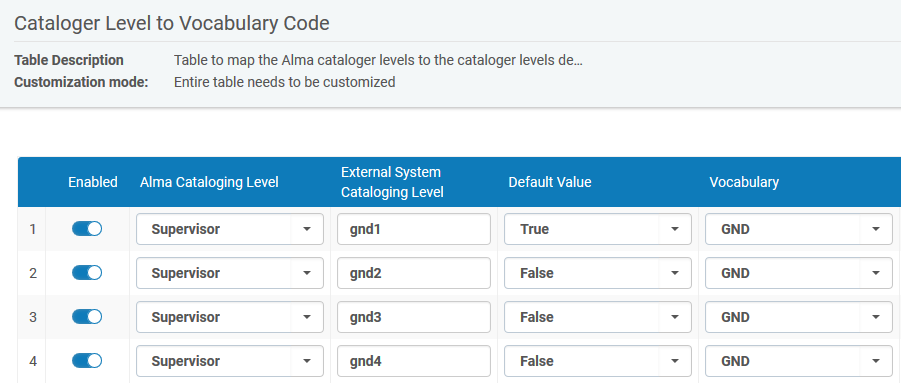 Cataloger Level to Vocabulary Code
Table Description Table to map the Alma cataloger levels to the cataloger levels de...
Customization mode: Entire table needs to be customized
Enabled Alma Cataloging Level External System Cataloging Level Default Value Vocabulary
1 Supervisor gnd1 True GND
2 Supervisor gnd2 False GND
3 Supervisor gnd3 False GND
4 Supervisor gnd4 False GND